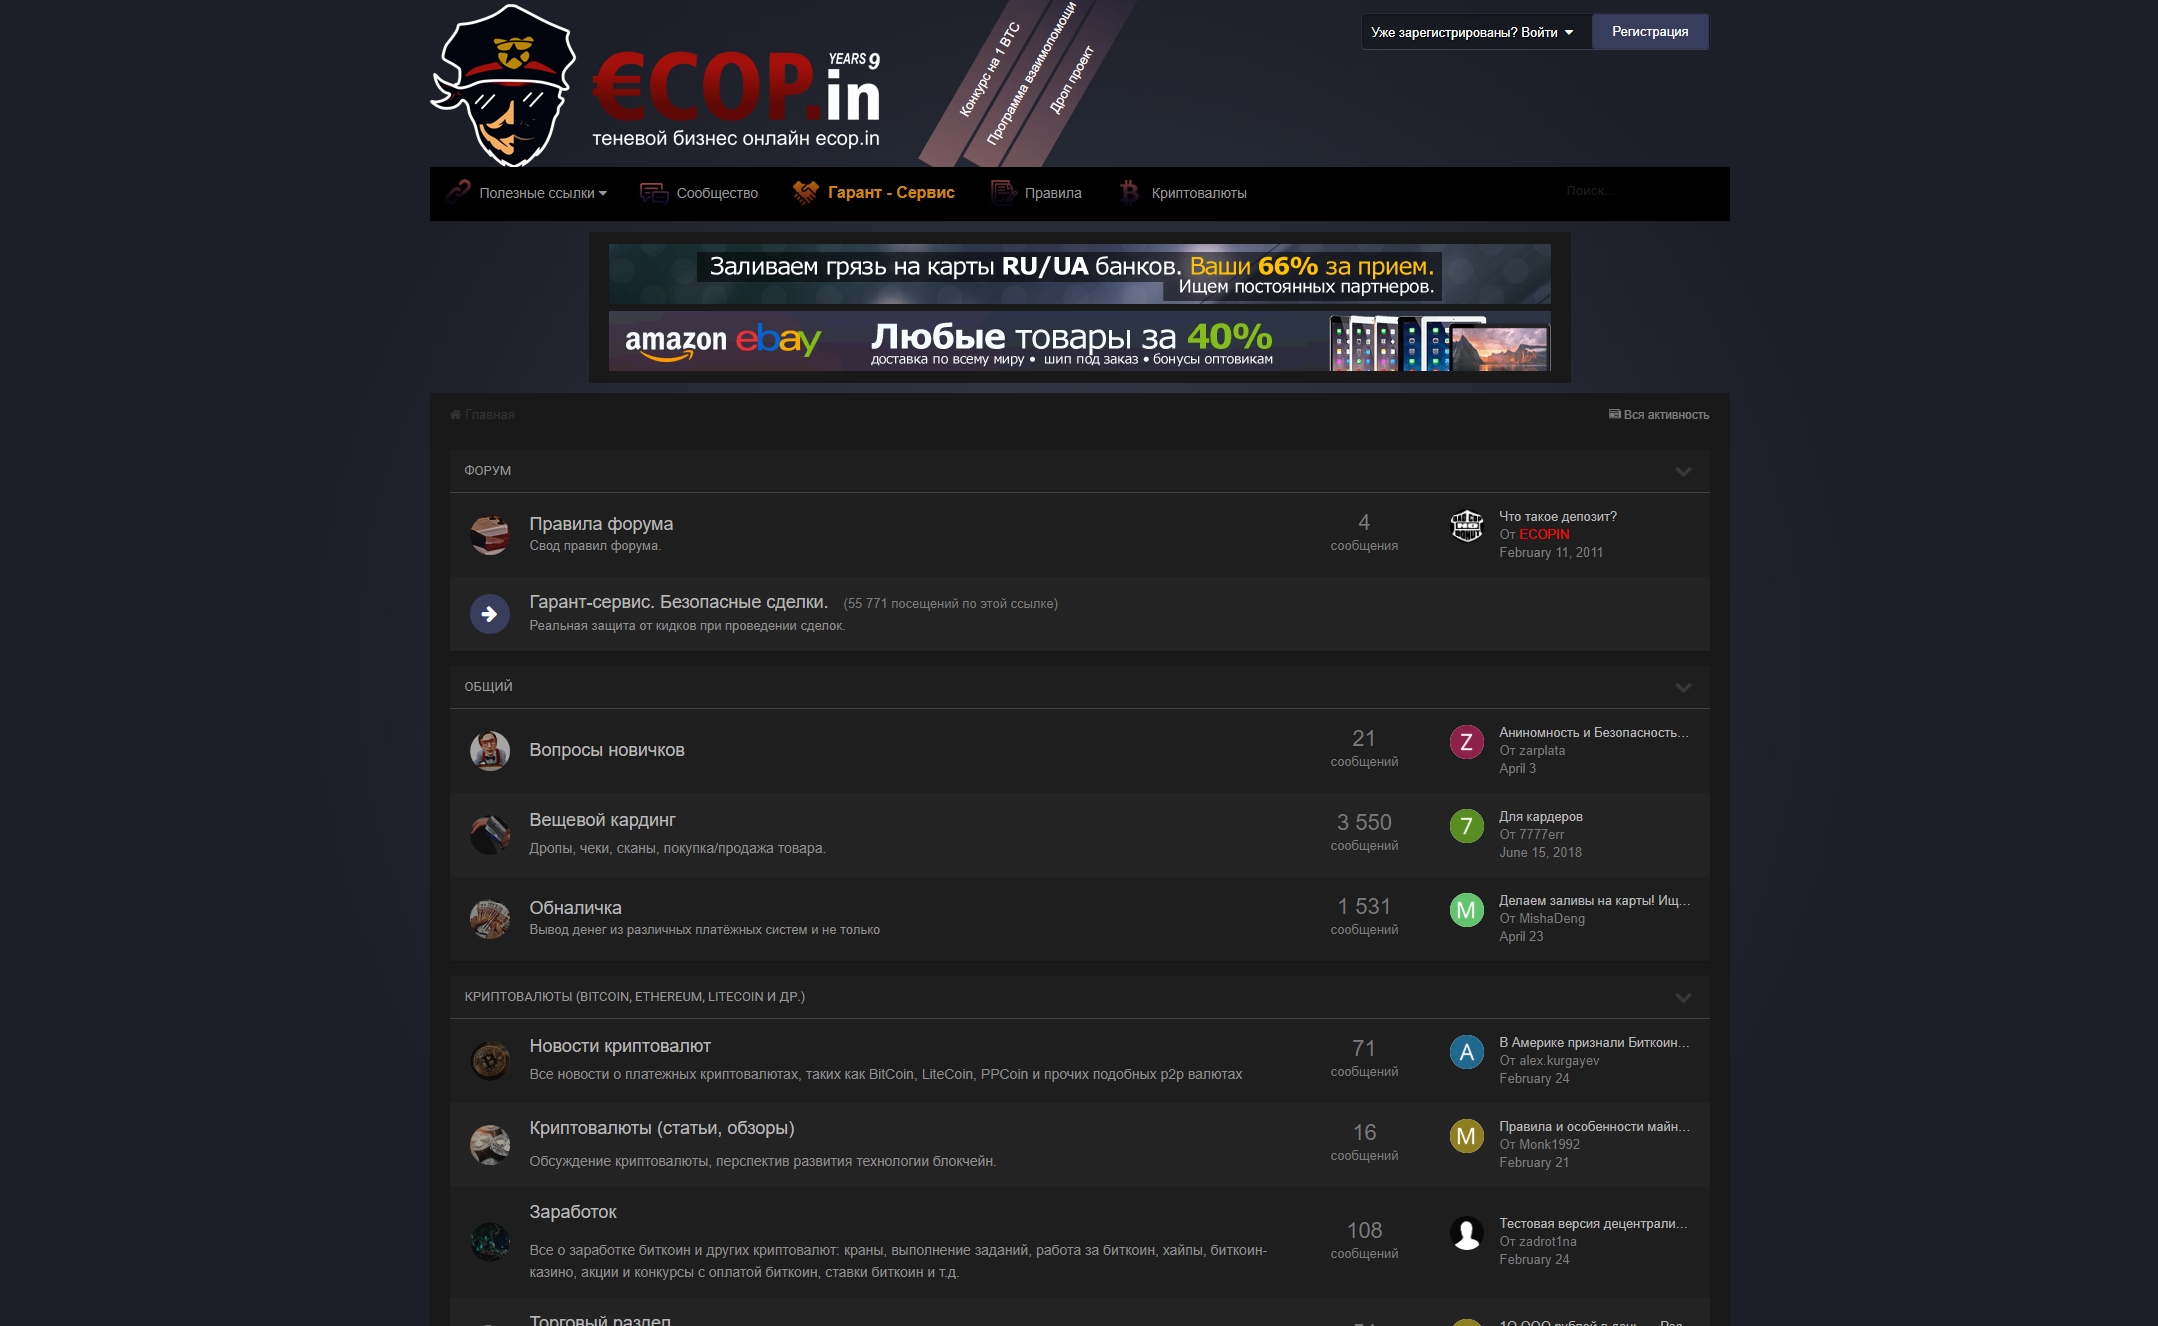 YEARS 9
€COP.in
теневой бизнес онлайн ecop.in
Конкурс на 1 BTC
Программа взаимопомощи
Дроп проект
Уже зарегистрированы? Войти
Регистрация
Полезные ссылки
Сообщество
Гарант - Сервис
Правила
Криптовалюты
Поиск...
Заливаем грязь на карты RU/UA банков. Ваши 66% за прием.
Ищем постоянных партнеров.
amazon ebay
Любые товары за 40%
доставка по всему миру • шип под заказ • бонусы оптовикам
Главная
Вся активность
ФОРУМ
Правила форума
Свод правил форума.
4
сообщения
Что такое депозит?
От ECOPIN
February 11, 2011
Гарант-сервис. Безопасные сделки. (55 771 посещений по этой ссылке)
Реальная защита от кидков при проведении сделок.
ОБЩИЙ
Вопросы новичков
21
сообщений
Z
Аниномность и Безопасность...
От zarplata
April 3
Вещевой кардинг
Дропы, чеки, сканы, покупка/продажа товара.
3 550
сообщений
7
Для кардеров
От 7777err
June 15, 2018
Обналичка
Вывод денег из различных платёжных систем и не только
1 531
сообщений
M
Делаем заливы на карты! Ищ...
От MishaDeng
April 23
КРИПТОВАЛЮТЫ (BITCOIN, ETHEREUM, LITECOIN И ДР.)
Новости криптовалют
Все новости о платежных криптовалютах, таких как BitCoin, LiteCoin, PPCoin и прочих подобных p2p валютах
71
сообщений
A
В Америке признали Биткоин...
От alex.kurgayev
February 24
Криптовалюты (статьи, обзоры)
Обсуждение криптовалюты, перспектив развития технологии блокчейн.
16
сообщений
M
Правила и особенности майн...
От Monk1992
February 21
Заработок
Все о заработке биткоин и других криптовалют: краны, выполнение заданий, работа за биткоин, хайпы, биткоин-
казино, акции и конкурсы с оплатой биткоин, ставки биткоин и т.д.
108
сообщений
Тестовая версия децентрали...
От zadrot1na
February 24
Торговый раздел